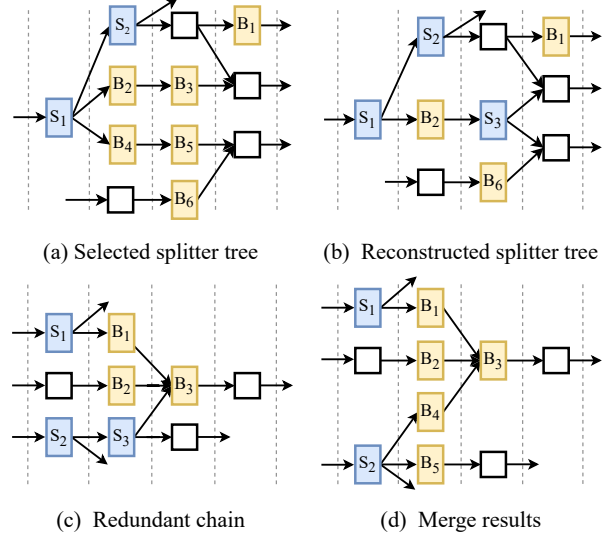 S₂ B₁
B₂ B₃
S₁
B₄ B₅
B₆
(a) Selected splitter tree
S₂ B₁
S₁ B₂ S₃
B₆
(b) Reconstructed splitter tree
S₁ B₁
B₂ B₃
S₂ S₃
(c) Redundant chain
S₁ B₁
B₂ B₃
B₄
S₂ B₅
(d) Merge results